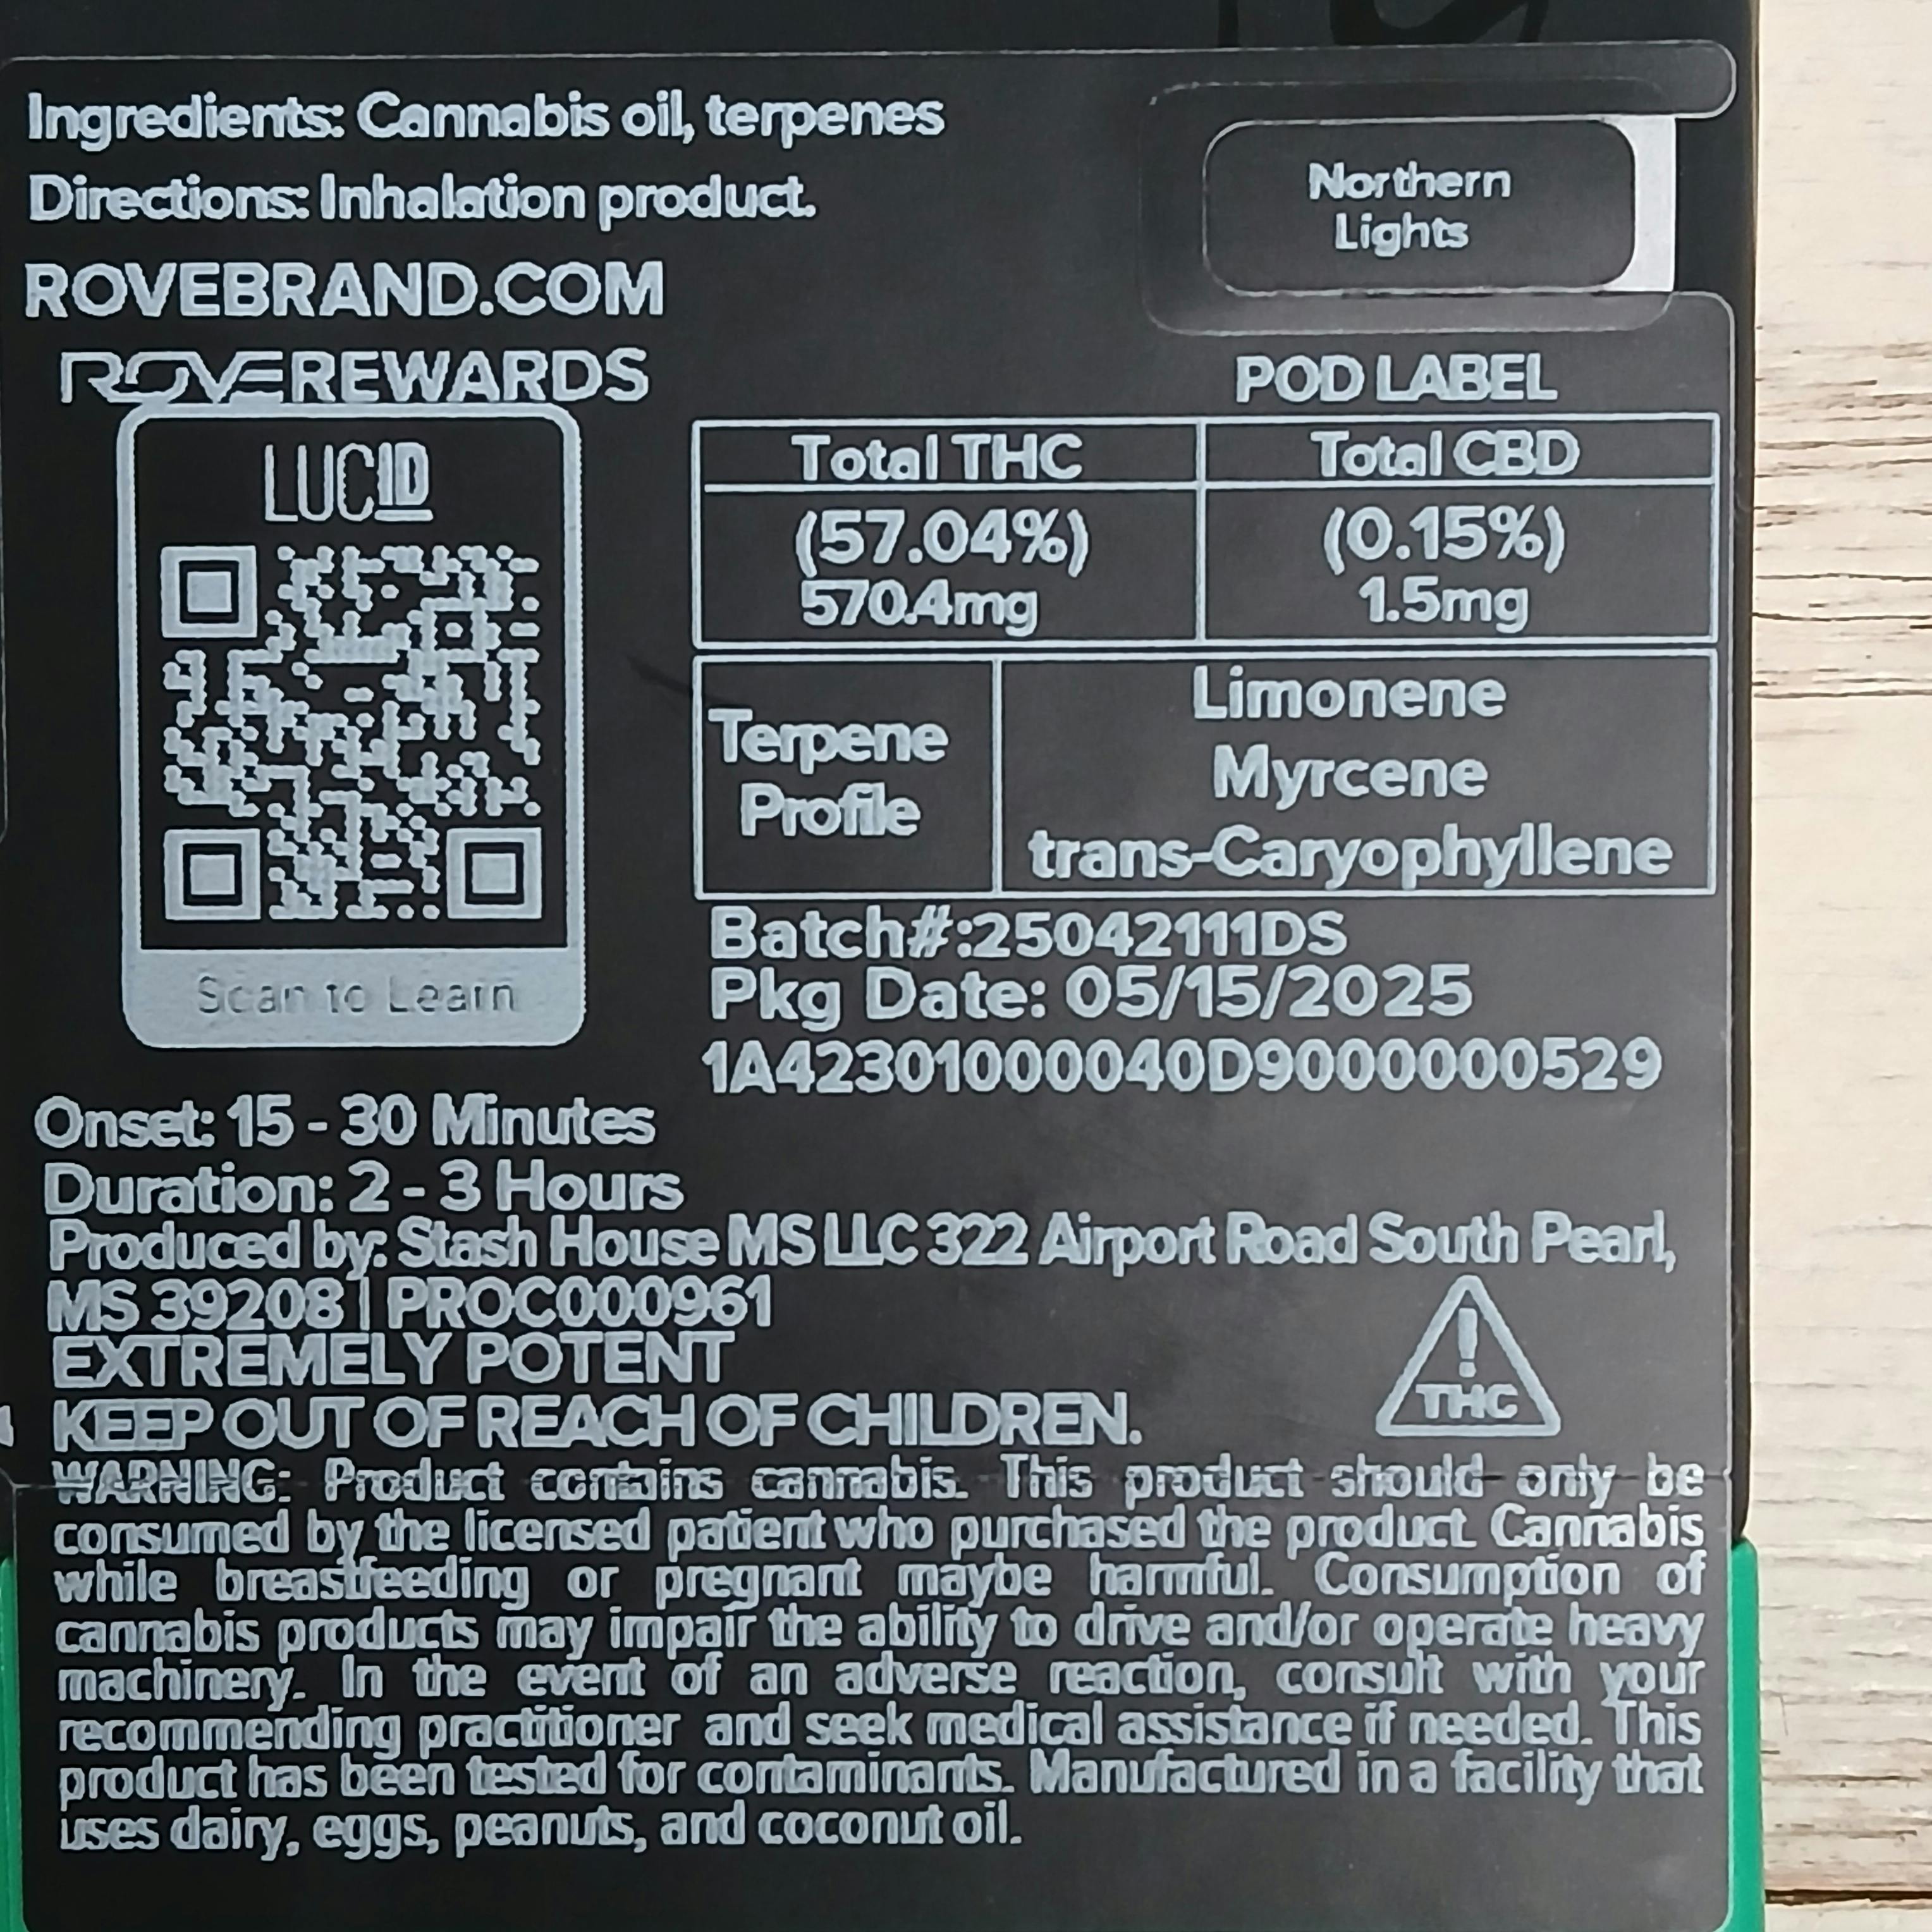 Ingredients: Cannabis oil, terpenes
Directions: Inhalation product.
ROVEBRAND.COM
Northern
Lights
ROVE REWARDS
POD LABEL
LUCID
Scan to Learn
Total THC
Total CBD
(57.04%)
570.4mg
(0.15%)
1.5mg
Terpene
Profile
Limonene
Myrcene
trans-Caryophyllene
Batch#:25042111DS
Pkg Date: 05/15/2025
1A42301000040D9000000529
Onset: 15 - 30 Minutes
Duration: 2 - 3 Hours
Produced by: Stash House MS LLC 322 Airport Road South Pearl,
MS 39208 | PROC000961
EXTREMELY POTENT
KEEP OUT OF REACH OF CHILDREN.
THC
WARNING: Product contains cannabis. This product should only be
consumed by the licensed patient who purchased the product. Cannabis
while breastfeeding or pregnant maybe harmful. Consumption of
cannabis products may impair the ability to drive and/or operate heavy
machinery. In the event of an adverse reaction, consult with your
recommending practitioner and seek medical assistance if needed. This
product has been tested for contaminants. Manufactured in a facility that
uses dairy, eggs, peanuts, and coconut oil.